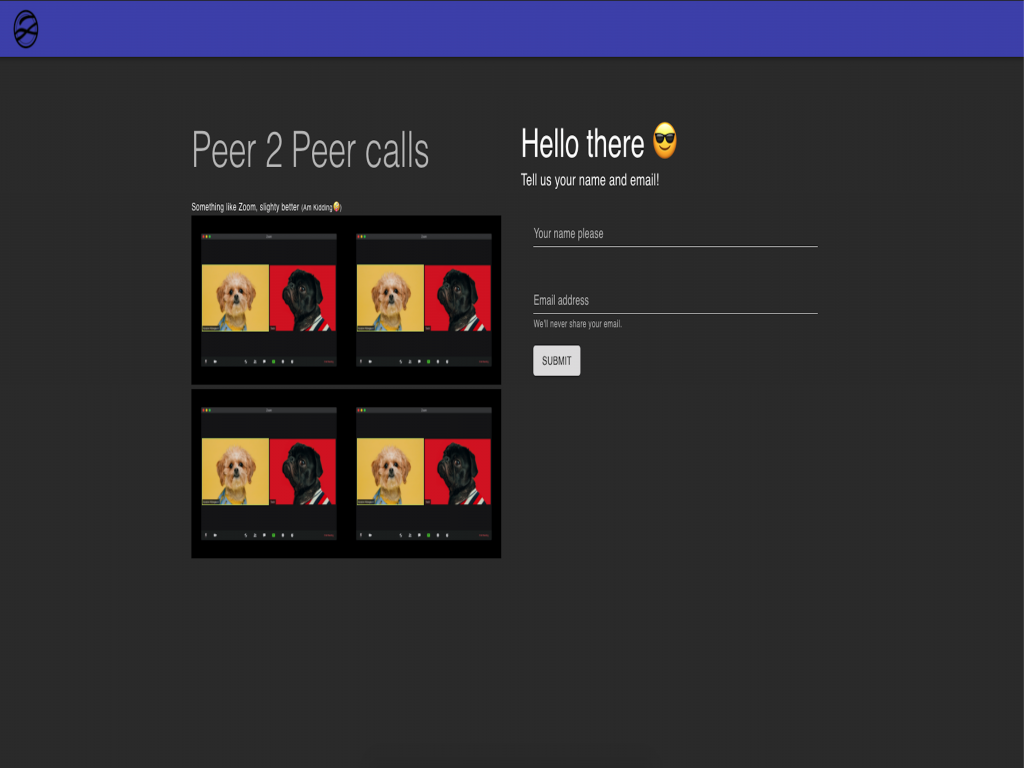 Peer 2 Peer calls
Something like Zoom, slighty better (Am Kidding🤪)
Hello there 😎
Tell us your name and email!
Your name please
Email address
We'll never share your email.
SUBMIT